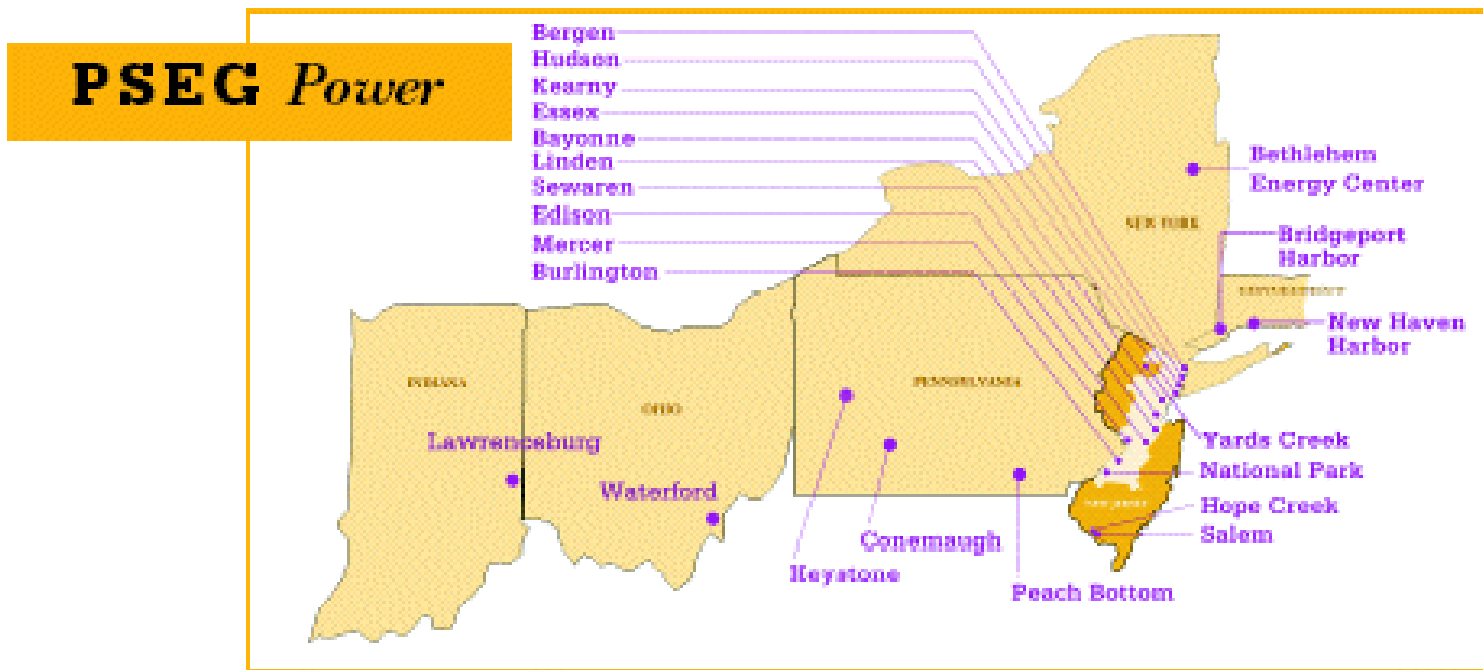 PSEG Power
Bergen
Hudson
Kearny
Essex
Bayonne
Linden
Sewaren
Edison
Mercer
Burlington
Bethlehem
Energy Center
NEW YORK
Bridgeport
Harbor
CONNECTICUT
New Haven
Harbor
INDIANA
OHIO
PENNSYLVANIA
Lawrenceburg
Waterford
Yards Creek
National Park
NEW JERSEY
Hope Creek
Salem
Conemaugh
Keystone
Peach Bottom